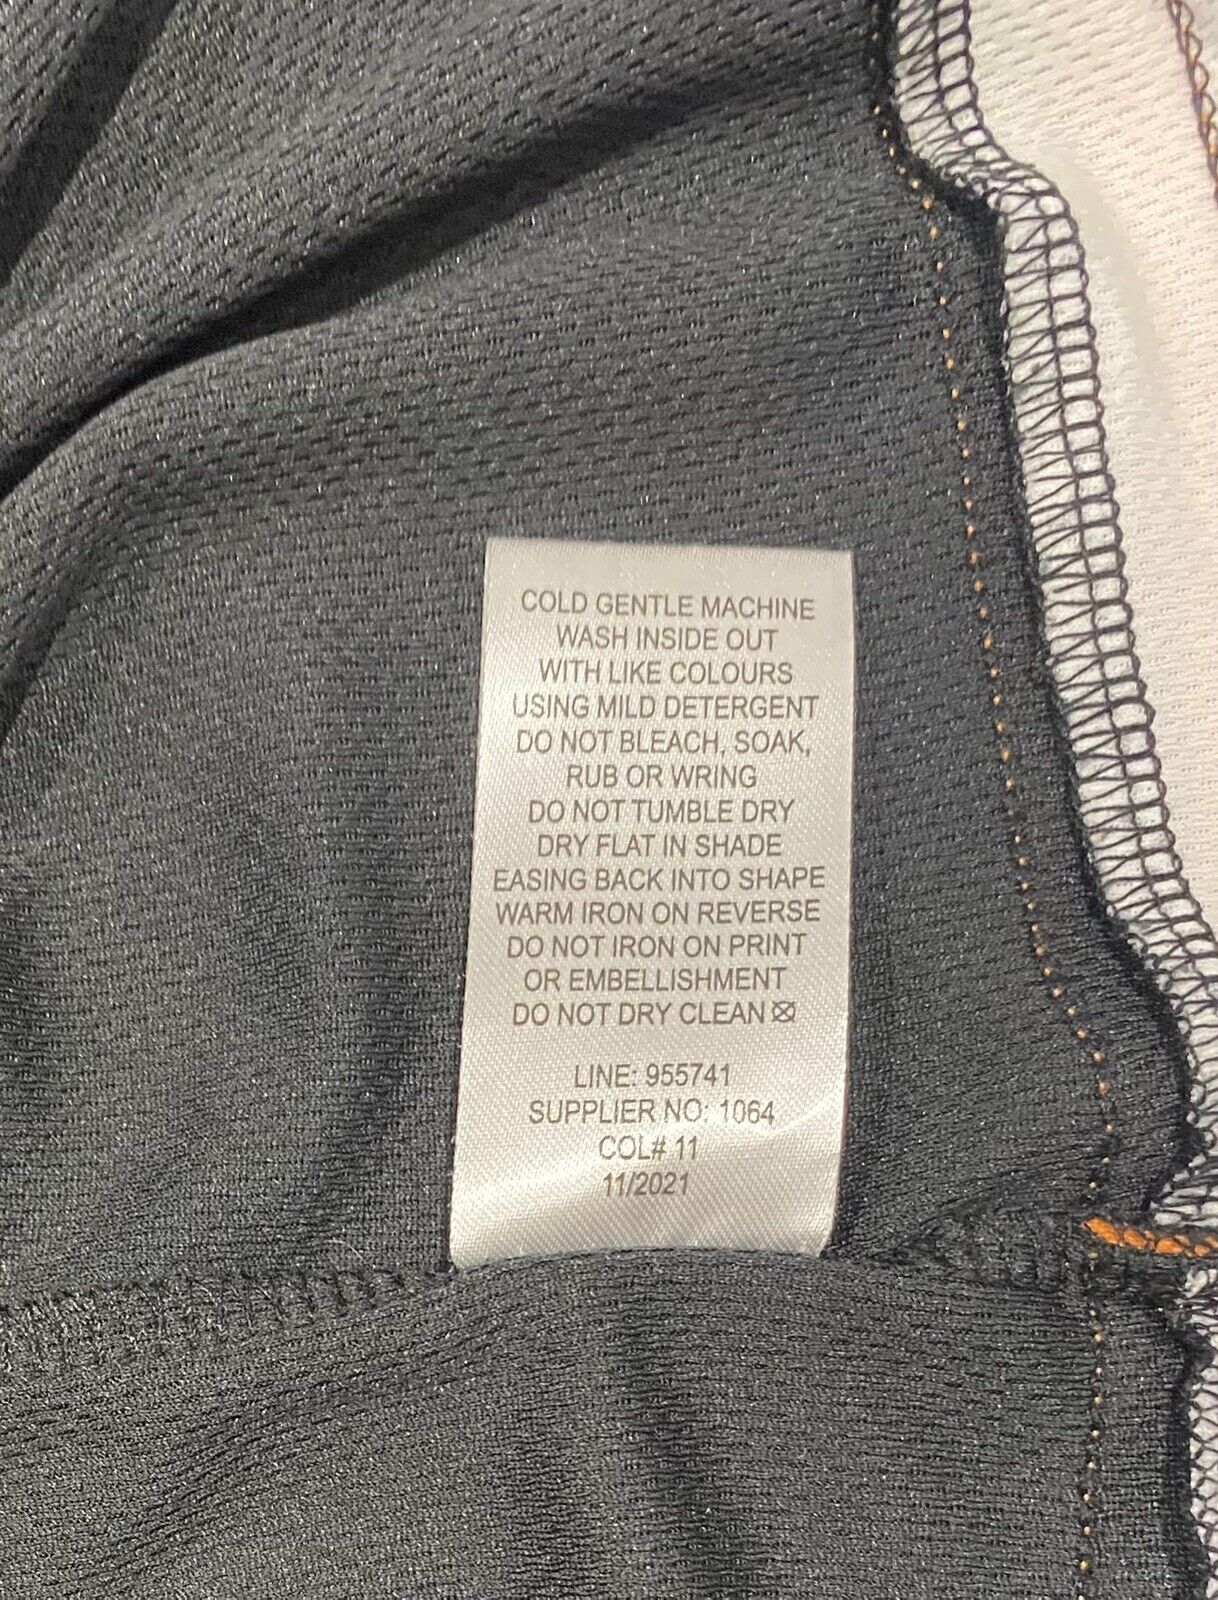 COLD GENTLE MACHINE
WASH INSIDE OUT
WITH LIKE COLOURS
USING MILD DETERGENT
DO NOT BLEACH, SOAK,
RUB OR WRING
DO NOT TUMBLE DRY
DRY FLAT IN SHADE
EASING BACK INTO SHAPE
WARM IRON ON REVERSE
DO NOT IRON ON PRINT
OR EMBELLISHMENT
DO NOT DRY CLEAN
LINE: 955741
SUPPLIER NO: 1064
COL# 11
11/2021